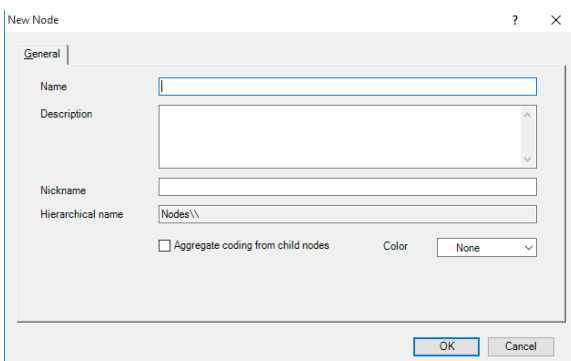 New Node ?
General
Name
Description
Nickname
Hierarchical name Nodes\\
Aggregate coding from child nodes Color None
OK Cancel